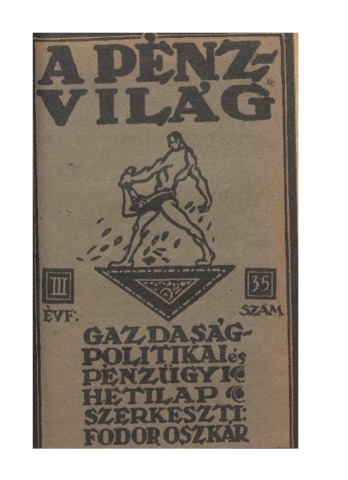 A PÉNZ-
VILÁG
III
35
ÉVF.
SZÁM
GAZDASÁG-
POLITIKAI és
PÉNZÜGYI
HETILAP
SZERKESZTI:
FODOR OSZKÁR